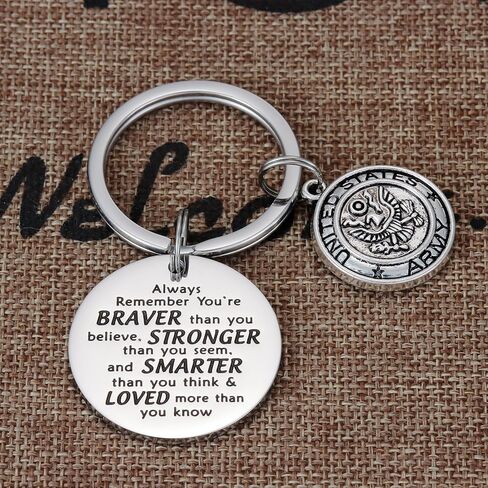 Welcome
UNITED STATES ARMY
Always
Remember You're
BRAVER than you
believe, STRONGER
than you seem,
and SMARTER
than you think &
LOVED more than
you know